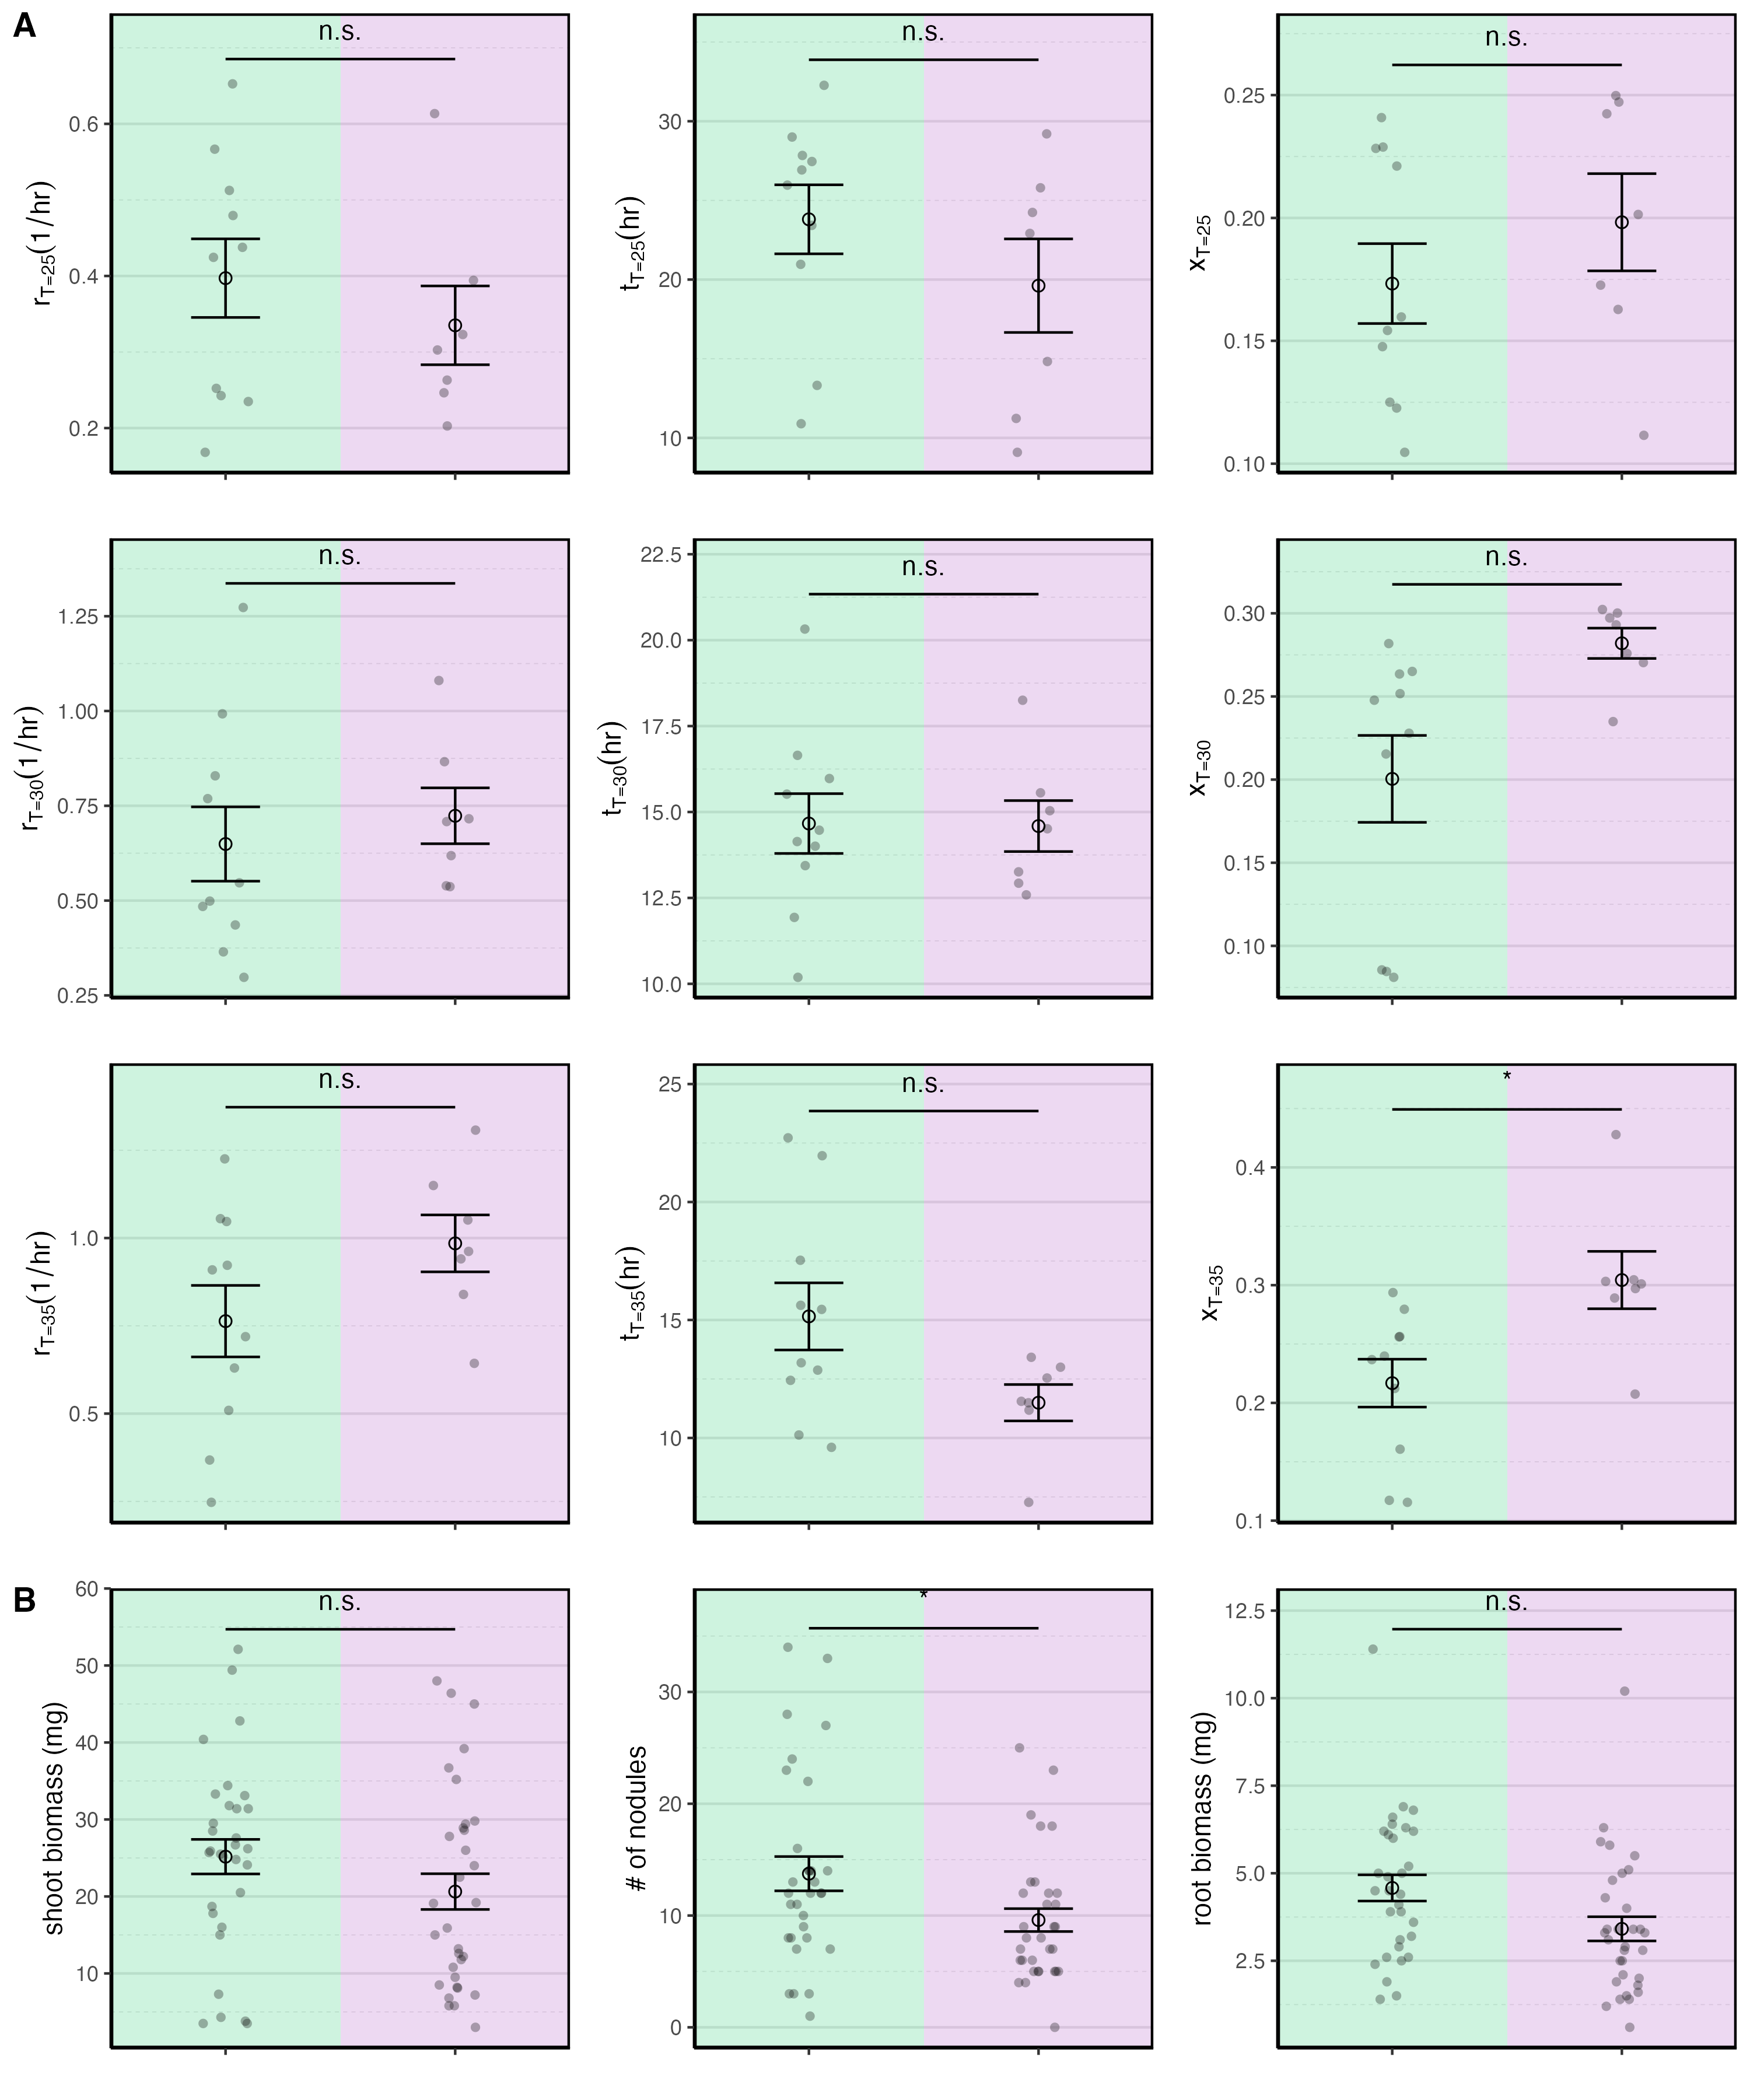 A
n.s.
0.6
0.4
0.2
rT=25(1/hr)
n.s.
30
20
10
tT=25(hr)
n.s.
0.25
0.20
0.15
0.10
xT=25
n.s.
1.25
1.00
0.75
0.50
0.25
rT=30(1/hr)
n.s.
22.5
20.0
17.5
15.0
12.5
10.0
tT=30(hr)
n.s.
0.30
0.25
0.20
0.15
0.10
xT=30
n.s.
1.0
0.5
rT=35(1/hr)
n.s.
25
20
15
10
tT=35(hr)
*
0.4
0.3
0.2
0.1
xT=35
B
n.s.
60
50
40
30
20
10
shoot biomass (mg)
*
30
20
10
0
# of nodules
n.s.
12.5
10.0
7.5
5.0
2.5
root biomass (mg)